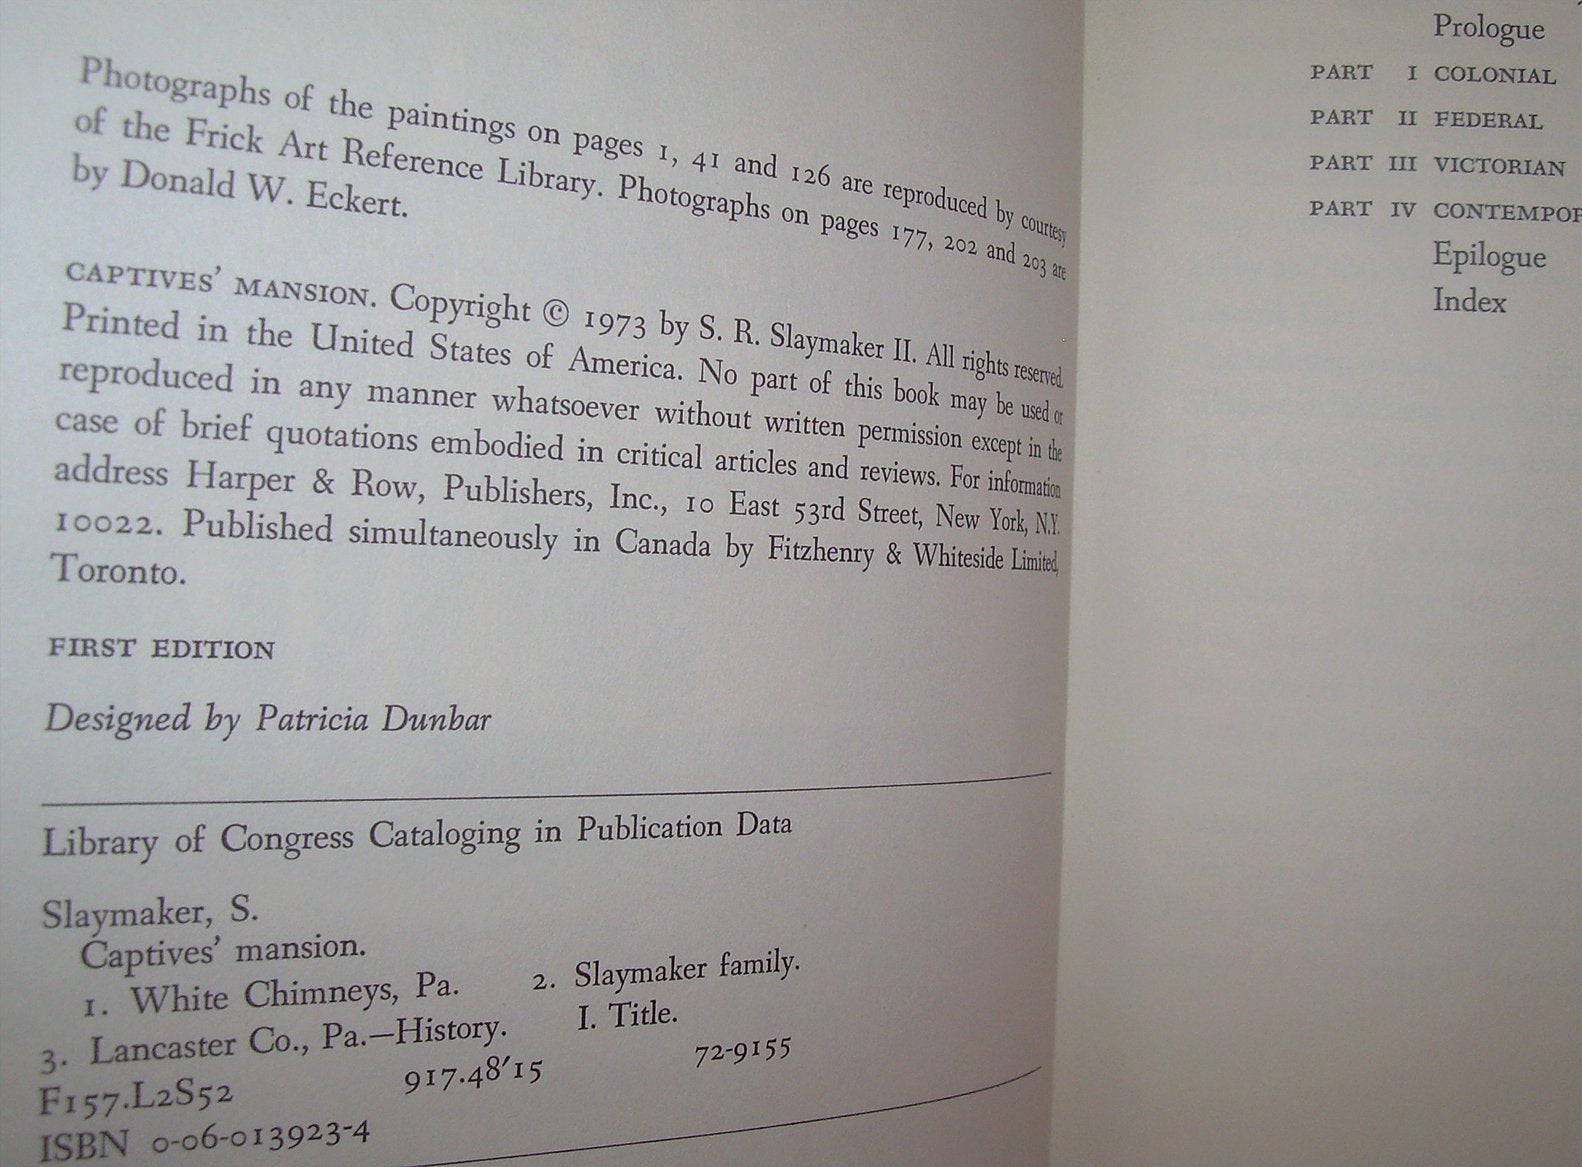 Photographs of the paintings on pages 1, 41 and 126 are reproduced by courtesy
of the Frick Art Reference Library. Photographs on pages 177, 202 and 203 are
by Donald W. Eckert.
CAPTIVES' MANSION. Copyright © 1973 by S. R. Slaymaker II. All rights reserved.
Printed in the United States of America. No part of this book may be used or
reproduced in any manner whatsoever without written permission except in the
case of brief quotations embodied in critical articles and reviews. For information
address Harper & Row, Publishers, Inc., 10 East 53rd Street, New York, N.Y.
10022. Published simultaneously in Canada by Fitzhenry & Whiteside Limited,
Toronto.
FIRST EDITION
Designed by Patricia Dunbar
Library of Congress Cataloging in Publication Data
Slaymaker, S.
Captives' mansion.
1. White Chimneys, Pa. 2. Slaymaker family.
3. Lancaster Co., Pa.—History. I. Title.
F157.L2S52 917.48'15 72-9155
ISBN 0-06-013923-4
Prologue
PART I COLONIAL
PART II FEDERAL
PART III VICTORIAN
PART IV CONTEMPOR
Epilogue
Index